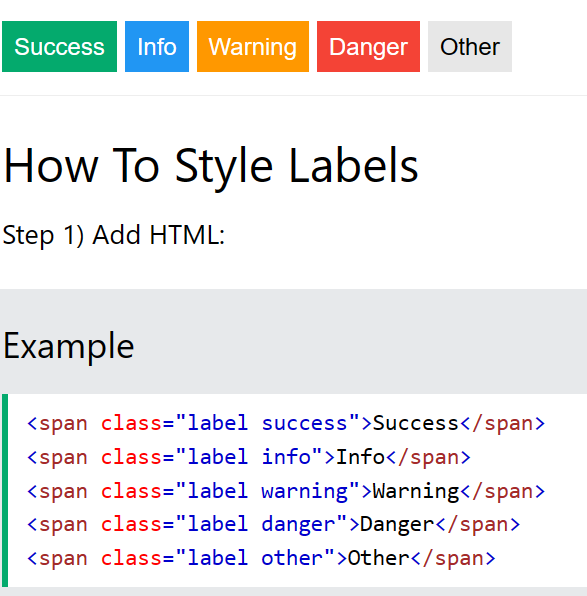 Success Info Warning Danger Other
How To Style Labels
Step 1) Add HTML:
Example
<span class="label success">Success</span>
<span class="label info">Info</span>
<span class="label warning">Warning</span>
<span class="label danger">Danger</span>
<span class="label other">Other</span>